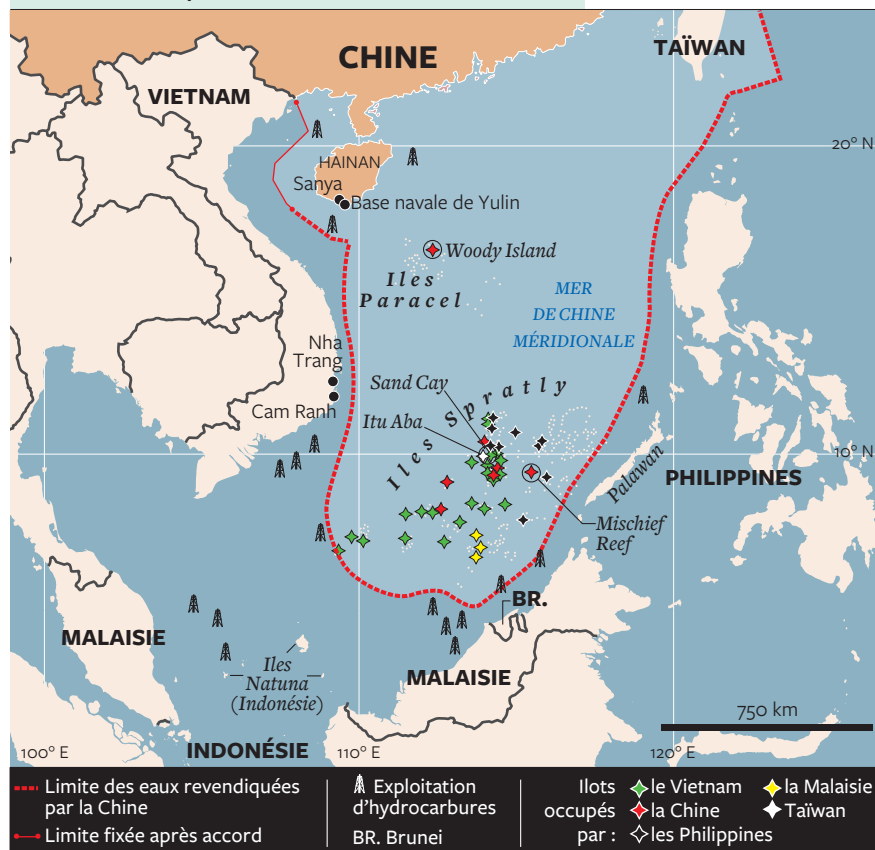 CHINE
TAÏWAN
VIETNAM
20° N
HAINAN
Sanya
Base navale de Yulin
Woody Island
Iles
Paracel
MER
DE CHINE
MÉRIDIONALE
Nha
Trang
Sand Cay
Cam Ranh
Itu Aba
Iles Spratly
10° N
Palawan
PHILIPPINES
Mischief
Reef
BR.
MALAISIE
Iles
Natuna
(Indonésie)
MALAISIE
750 km
100° E
INDONÉSIE
110° E
120° E
Limite des eaux revendiquées
par la Chine
Limite fixée après accord
Exploitation
d'hydrocarbures
BR. Brunei
Ilots
occupés
par :
le Vietnam
la Chine
les Philippines
la Malaisie
Taïwan